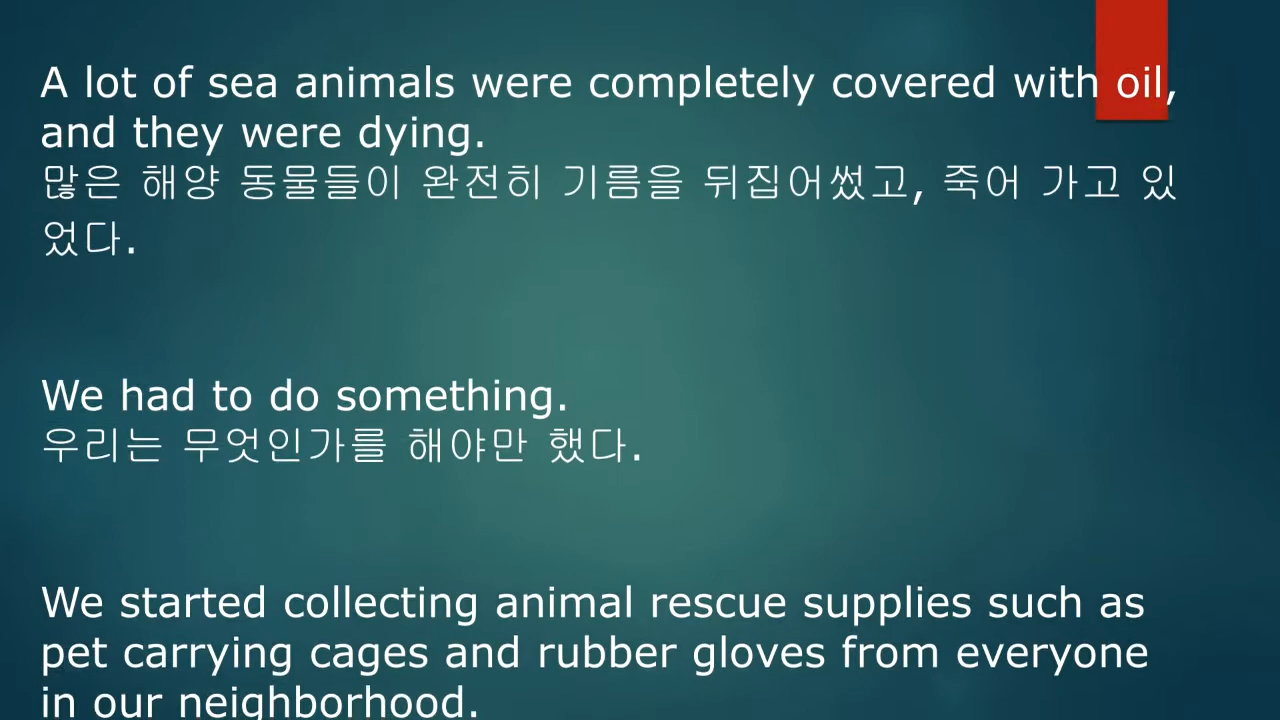 A lot of sea animals were completely covered with oil,
and they were dying.
많은 해양 동물들이 완전히 기름을 뒤집어썼고, 죽어 가고 있
었다.
We had to do something.
우리는 무엇인가를 해야만 했다.
We started collecting animal rescue supplies such as
pet carrying cages and rubber gloves from everyone
in our neighborhood.